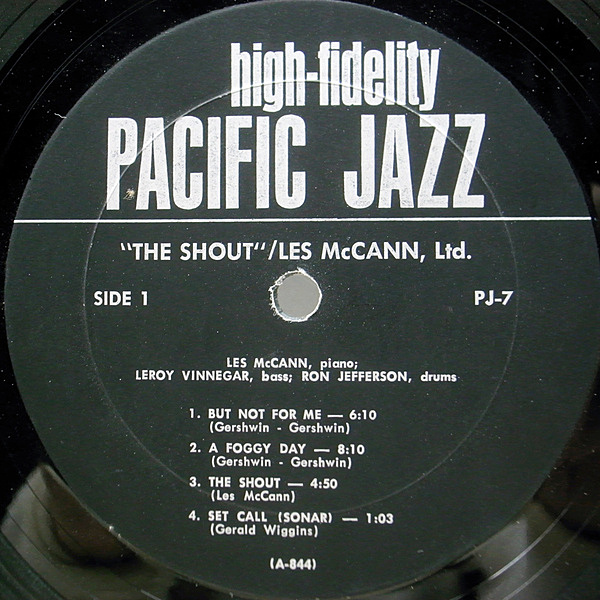 high-fidelity
PACIFIC JAZZ
"THE SHOUT"/LES McCANN, Ltd.
SIDE 1
PJ-7
LES McCANN, piano;
LEROY VINNEGAR, bass; RON JEFFERSON, drums
1. BUT NOT FOR ME — 6:10
(Gershwin - Gershwin)
2. A FOGGY DAY — 8:10
(Gershwin - Gershwin)
3. THE SHOUT — 4:50
(Les McCann)
4. SET CALL (SONAR) — 1:03
(Gerald Wiggins)
(A-844)